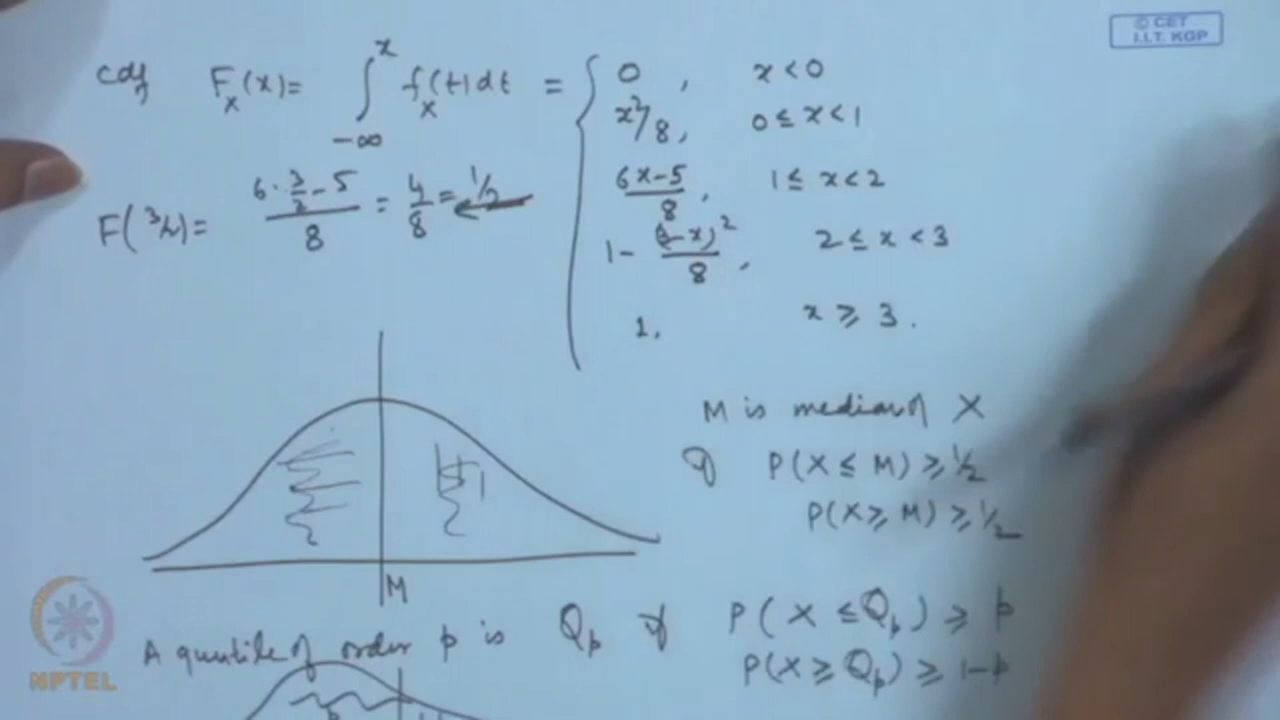 © CET
I.I.T. KGP
cdf F_X(x) = ∫_{-∞}^{x} f_X(t) dt = { 0 , x < 0
x²/8 , 0 ≤ x < 1
(6x-5)/8 , 1 ≤ x < 2
1 - (3-x)²/8 , 2 ≤ x < 3
1. x ≥ 3 .
F(3/2) = (6·3/2 - 5)/8 = 4/8 = 1/2
M is median of X
if P(X ≤ M) ≥ 1/2
P(X ≥ M) ≥ 1/2
M
A quantile of order p is Q_p if P(X ≤ Q_p) ≥ p
P(X ≥ Q_p) ≥ 1-p
p
NPTEL